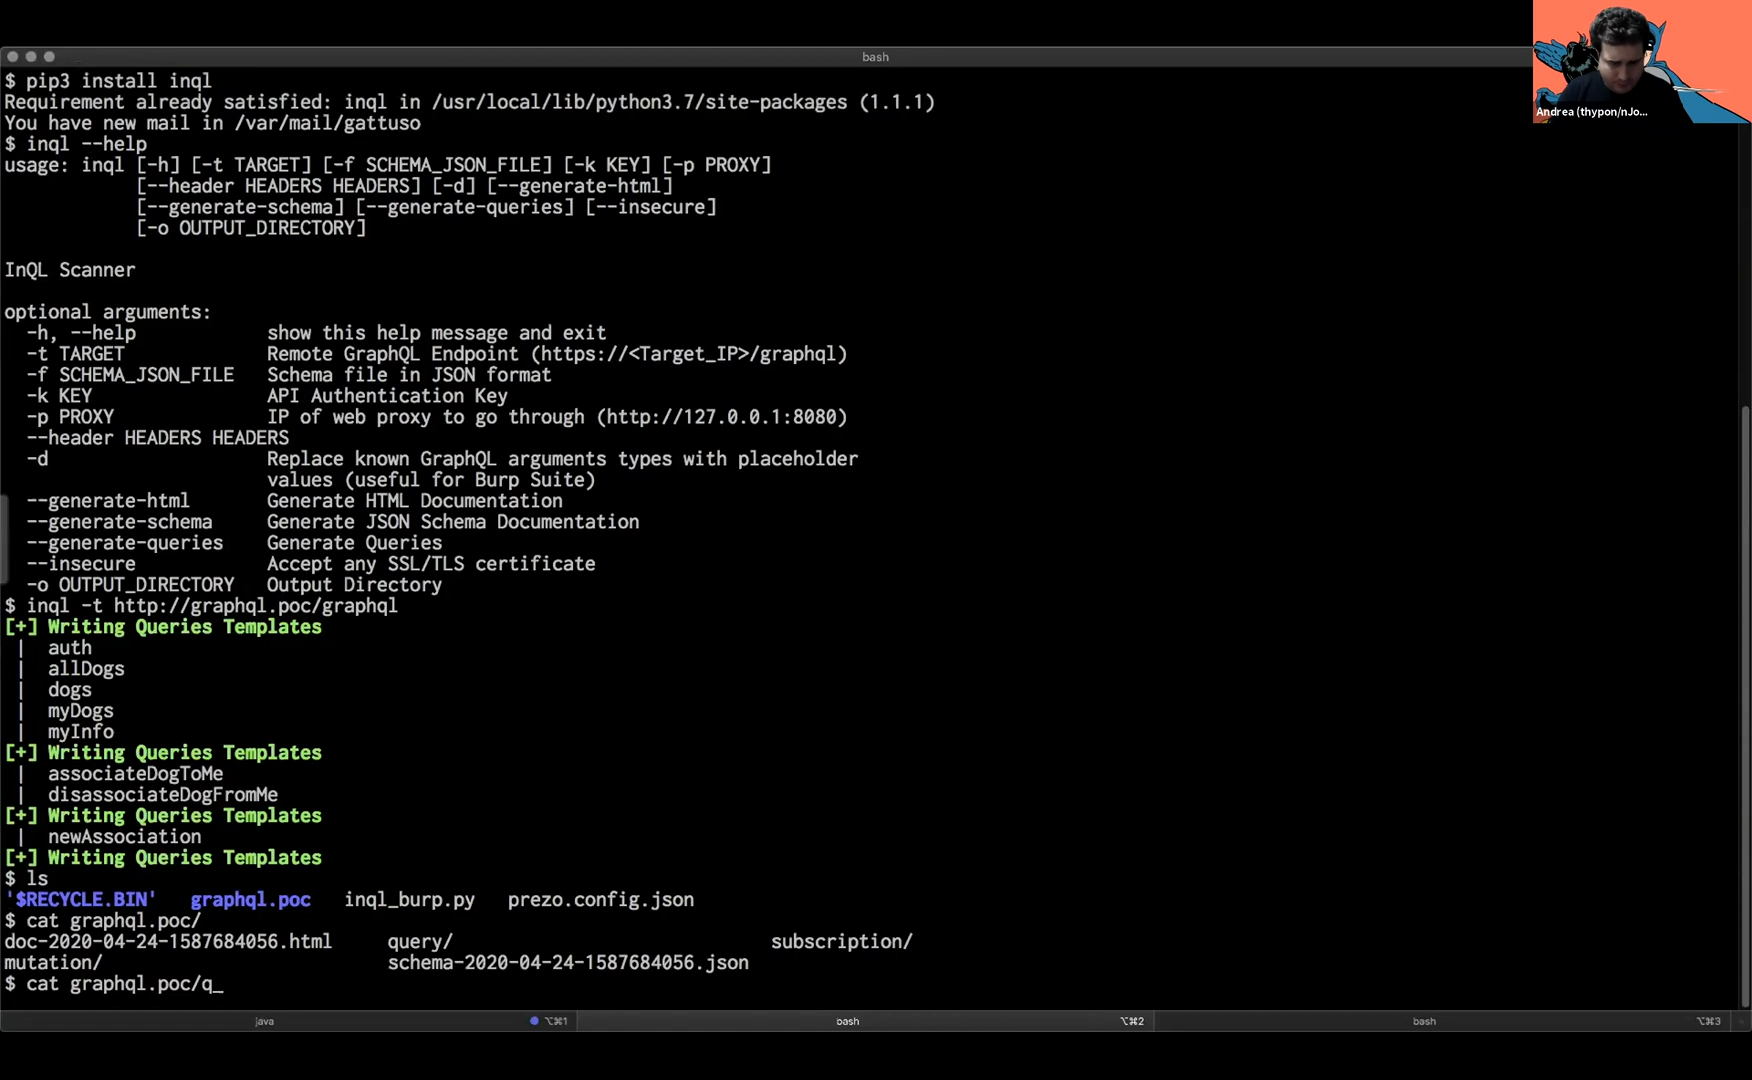 bash
$ pip3 install inql
Requirement already satisfied: inql in /usr/local/lib/python3.7/site-packages (1.1.1)
You have new mail in /var/mail/gattuso
$ inql --help
usage: inql [-h] [-t TARGET] [-f SCHEMA_JSON_FILE] [-k KEY] [-p PROXY]
            [--header HEADERS HEADERS] [-d] [--generate-html]
            [--generate-schema] [--generate-queries] [--insecure]
            [-o OUTPUT_DIRECTORY]
InQL Scanner
optional arguments:
  -h, --help            show this help message and exit
  -t TARGET             Remote GraphQL Endpoint (https://<Target_IP>/graphql)
  -f SCHEMA_JSON_FILE   Schema file in JSON format
  -k KEY                API Authentication Key
  -p PROXY              IP of web proxy to go through (http://127.0.0.1:8080)
  --header HEADERS HEADERS
  -d                    Replace known GraphQL arguments types with placeholder
                        values (useful for Burp Suite)
  --generate-html       Generate HTML Documentation
  --generate-schema     Generate JSON Schema Documentation
  --generate-queries    Generate Queries
  --insecure            Accept any SSL/TLS certificate
  -o OUTPUT_DIRECTORY   Output Directory
$ inql -t http://graphql.poc/graphql
[+] Writing Queries Templates
 |  auth
 |  allDogs
 |  dogs
 |  myDogs
 |  myInfo
[+] Writing Queries Templates
 |  associateDogToMe
 |  disassociateDogFromMe
[+] Writing Queries Templates
 |  newAssociation
[+] Writing Queries Templates
$ ls
'$RECYCLE.BIN'   graphql.poc   inql_burp.py   prezo.config.json
$ cat graphql.poc/
doc-2020-04-24-1587684056.html     query/                             subscription/
mutation/                          schema-2020-04-24-1587684056.json
$ cat graphql.poc/q_
java ⌥⌘1 bash ⌥⌘2 bash ⌥⌘3
Andrea (thypon/nJo...